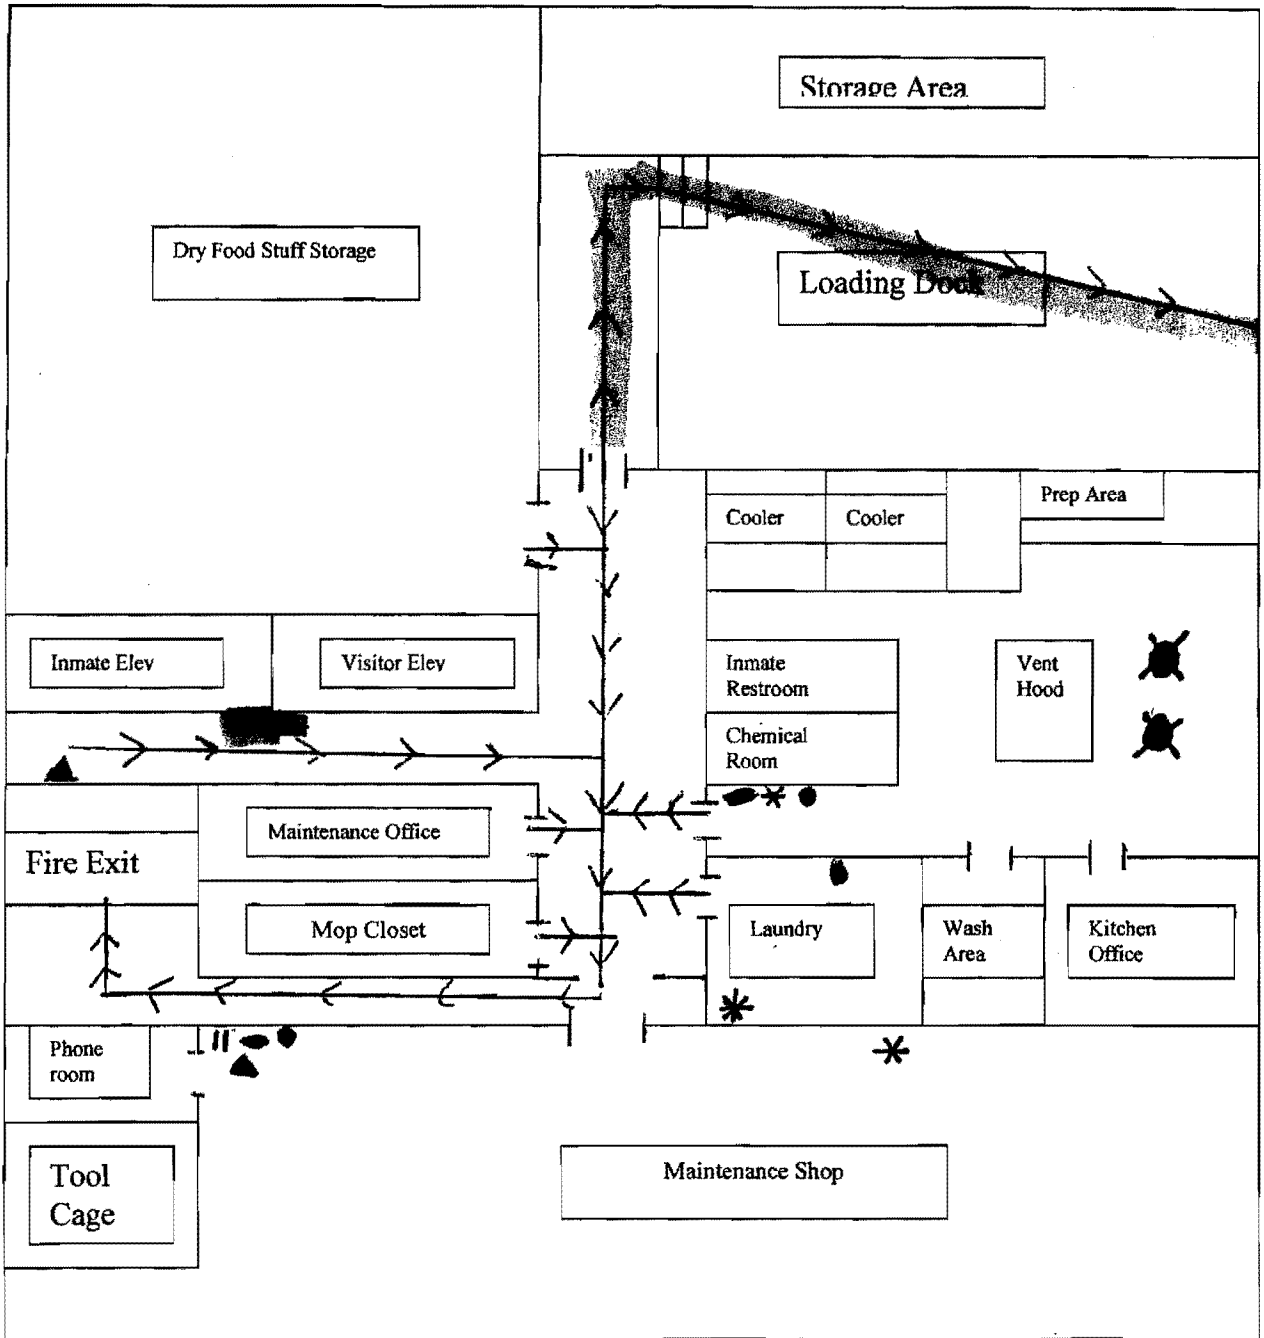 Storage Area
Dry Food Stuff Storage
Loading Dock
Prep Area
Cooler
Cooler
Inmate Elev
Visitor Elev
Inmate
Restroom
Vent
Hood
Chemical
Room
Maintenance Office
Fire Exit
Mop Closet
Laundry
Wash
Area
Kitchen
Office
Phone
room
Tool
Cage
Maintenance Shop